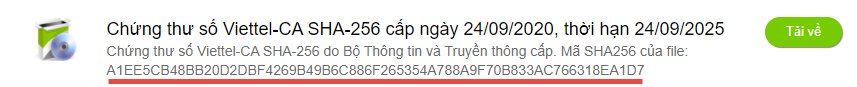 Chứng thư số Viettel-CA SHA-256 cấp ngày 24/09/2020, thời hạn 24/09/2025
Tải về
Chứng thư số Viettel-CA SHA-256 do Bộ Thông tin và Truyền thông cấp. Mã SHA256 của file:
A1EE5CB48BB20D2DBF4269B49B6C886F265354A788A9F70B833AC766318EA1D7